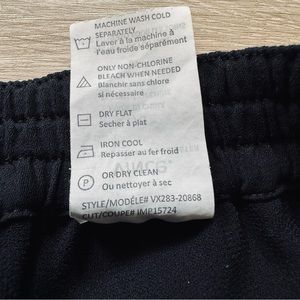 MACHINE WASH COLD
SEPARATELY
Laver à la machine à
l'eau froide séparément
ONLY NON-CHLORINE
BLEACH WHEN NEEDED
Blanchir sans chlore
si nécessaire
DRY FLAT
Secher à plat
IRON COOL
Repasser au fer froid
P
OR DRY CLEAN
Ou nettoyer à sec
STYLE/MODÈLE# VX283-20868
CUT/COUPE# IMP15724